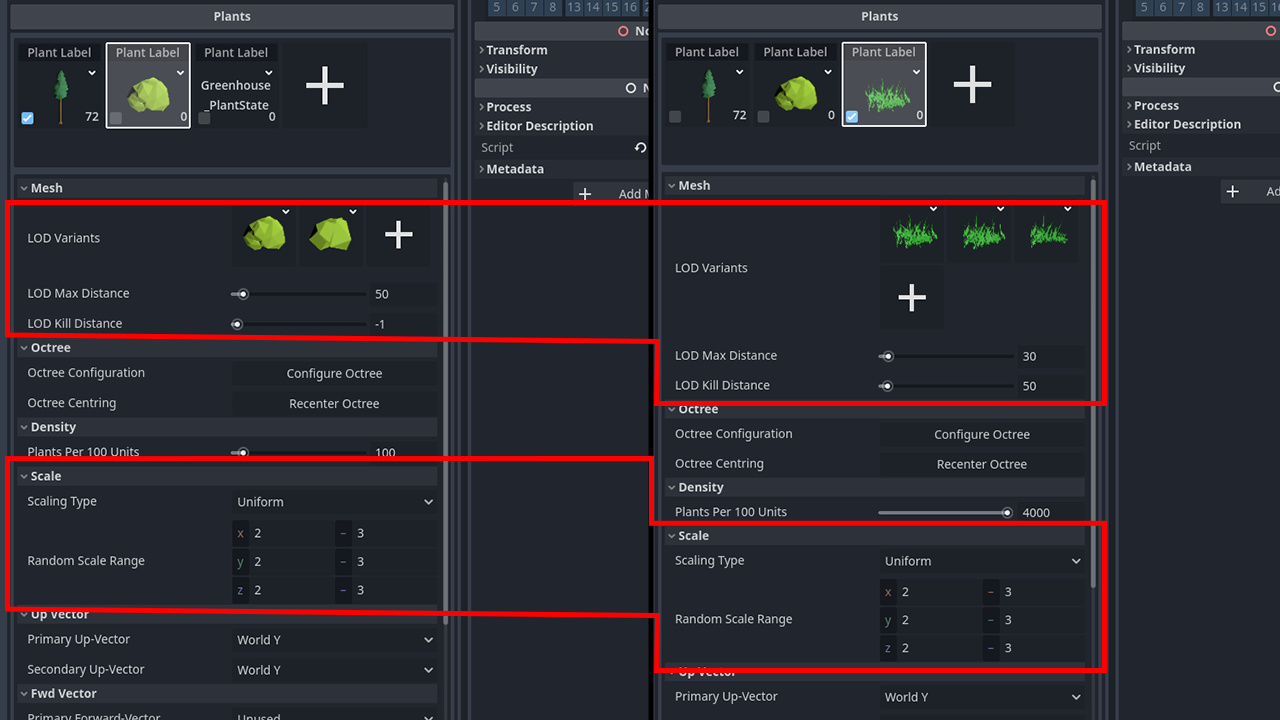 Plants
Plant Label
Plant Label
Plant Label
Greenhouse
_PlantState
72
0
0
Mesh
LOD Variants
LOD Max Distance
50
LOD Kill Distance
-1
Octree
Octree Configuration
Configure Octree
Octree Centring
Recenter Octree
Density
Plants Per 100 Units
100
Scale
Scaling Type
Uniform
Random Scale Range
x 2 – 3
y 2 – 3
z 2 – 3
Up Vector
Primary Up-Vector
World Y
Secondary Up-Vector
World Y
Fwd Vector
Primary Forward-Vector
Unused
5 6 7 8 13 14 15 16
Transform
Visibility
Process
Editor Description
Script
Metadata
Add
Plants
Plant Label
Plant Label
Plant Label
72
0
0
Mesh
LOD Variants
LOD Max Distance
30
LOD Kill Distance
50
Octree
Octree Configuration
Configure Octree
Octree Centring
Recenter Octree
Density
Plants Per 100 Units
4000
Scale
Scaling Type
Uniform
Random Scale Range
x 2 – 3
y 2 – 3
z 2 – 3
Up Vector
Primary Up-Vector
World Y
5 6 7 8 13 14 15
Transform
Visibility
Process
Editor Description
Script
Metadata